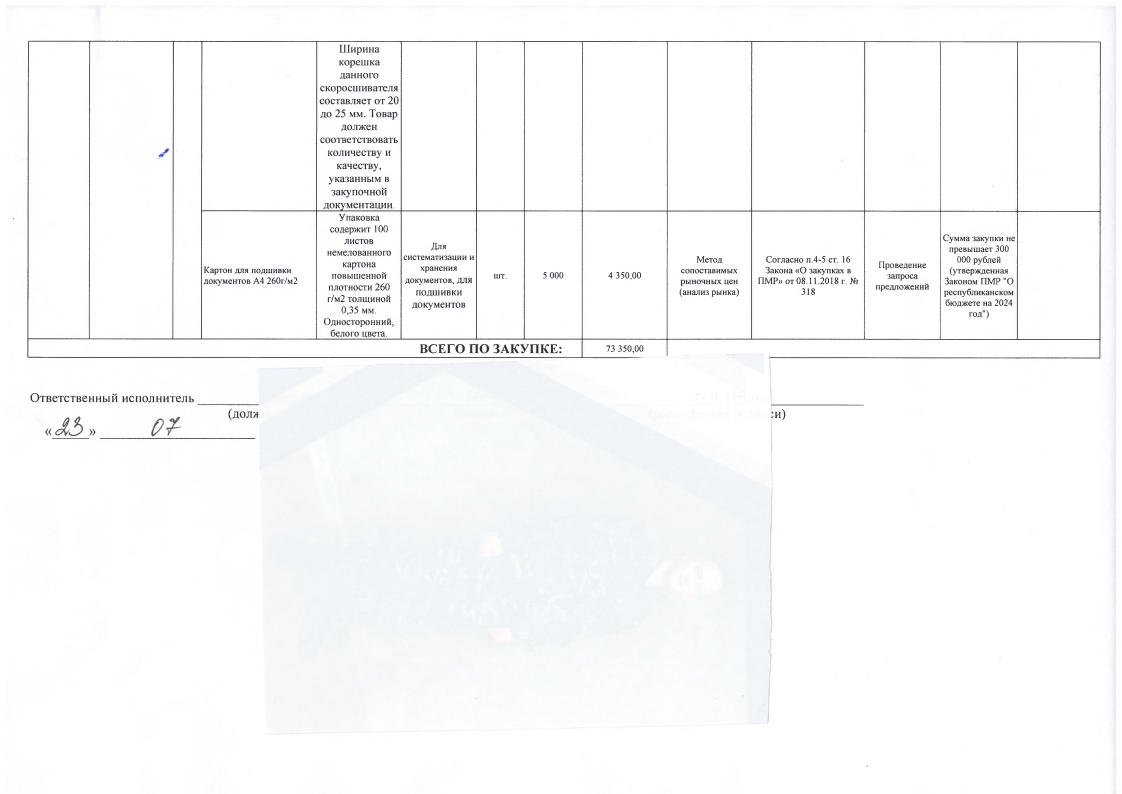 Ширина
корешка
данного
скоросшивателя
составляет от 20
до 25 мм. Товар
должен
соответствовать
количеству и
качеству,
указанным в
закупочной
документации.
Картон для подшивки
документов А4 260г/м2
Упаковка
содержит 100
листов
немелованного
картона
повышенной
плотности 260
г/м2 толщиной
0,35 мм.
Односторонний,
белого цвета.
Для
систематизации и
хранения
документов, для
подшивки
документов
шт.
5 000
4 350,00
Метод
сопоставимых
рыночных цен
(анализ рынка)
Согласно п.4-5 ст. 16
Закона «О закупках в
ПМР» от 08.11.2018 г. №
318
Проведение
запроса
предложений
Сумма закупки не
превышает 300
000 рублей
(утвержденная
Законом ПМР "О
республиканском
бюджете на 2024
год")
ВСЕГО ПО ЗАКУПКЕ: 73 350,00
Ответственный исполнитель
(долж си)
«23» 07